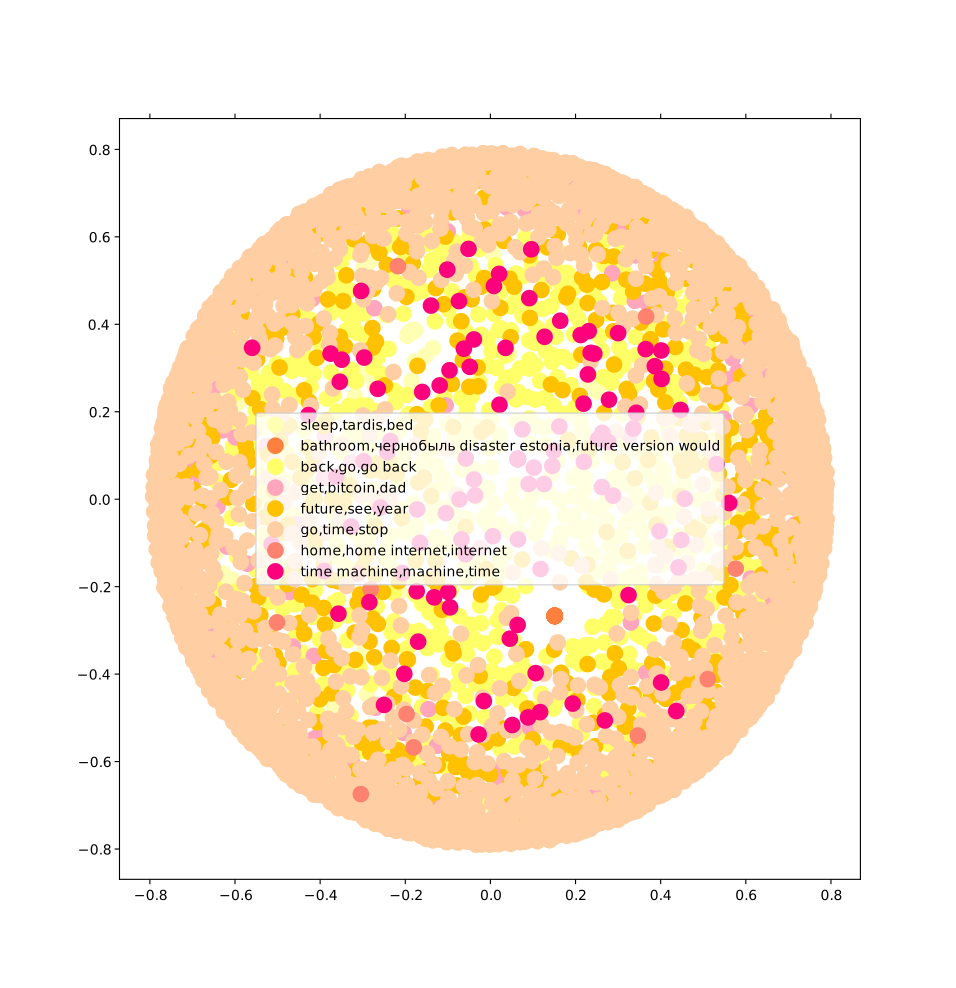 0.8
0.6
0.4
0.2
0.0
−0.2
−0.4
−0.6
−0.8
sleep,tardis,bed
bathroom,чернобыль disaster estonia,future version would
back,go,go back
get,bitcoin,dad
future,see,year
go,time,stop
home,home internet,internet
time machine,machine,time
−0.8 −0.6 −0.4 −0.2 0.0 0.2 0.4 0.6 0.8